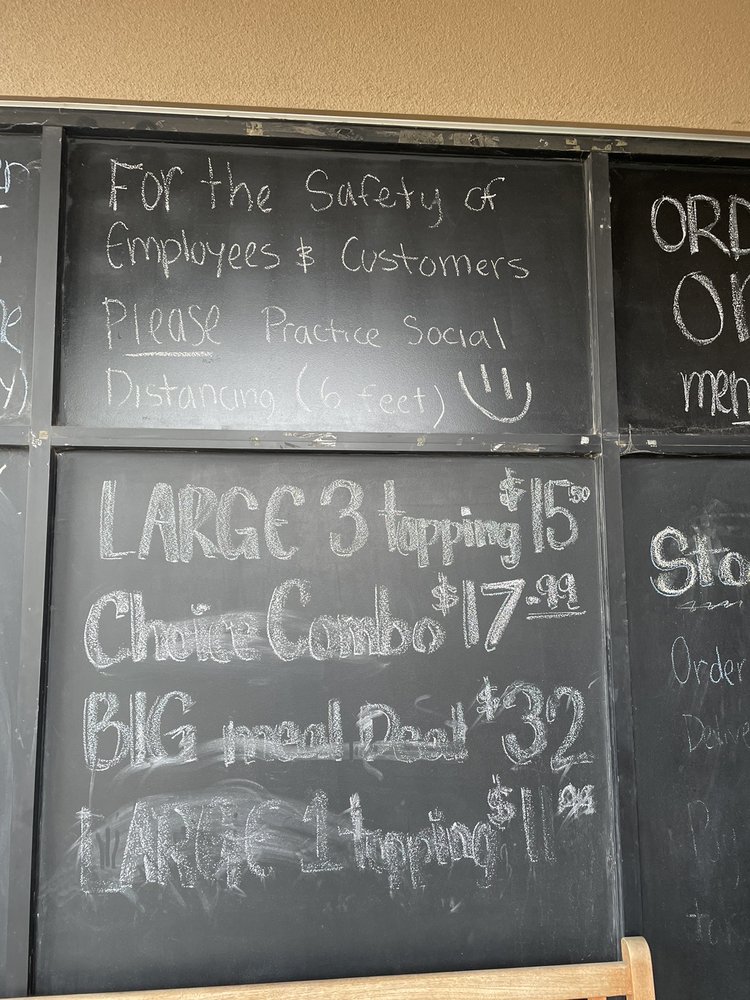 For the Safety of
Employees & Customers
Please Practice Social
Distancing (6 feet)
LARGE 3 topping $15.50
Choice Combo $17.99
BIG meal Deal $32
LARGE 1 topping $11.99
Order